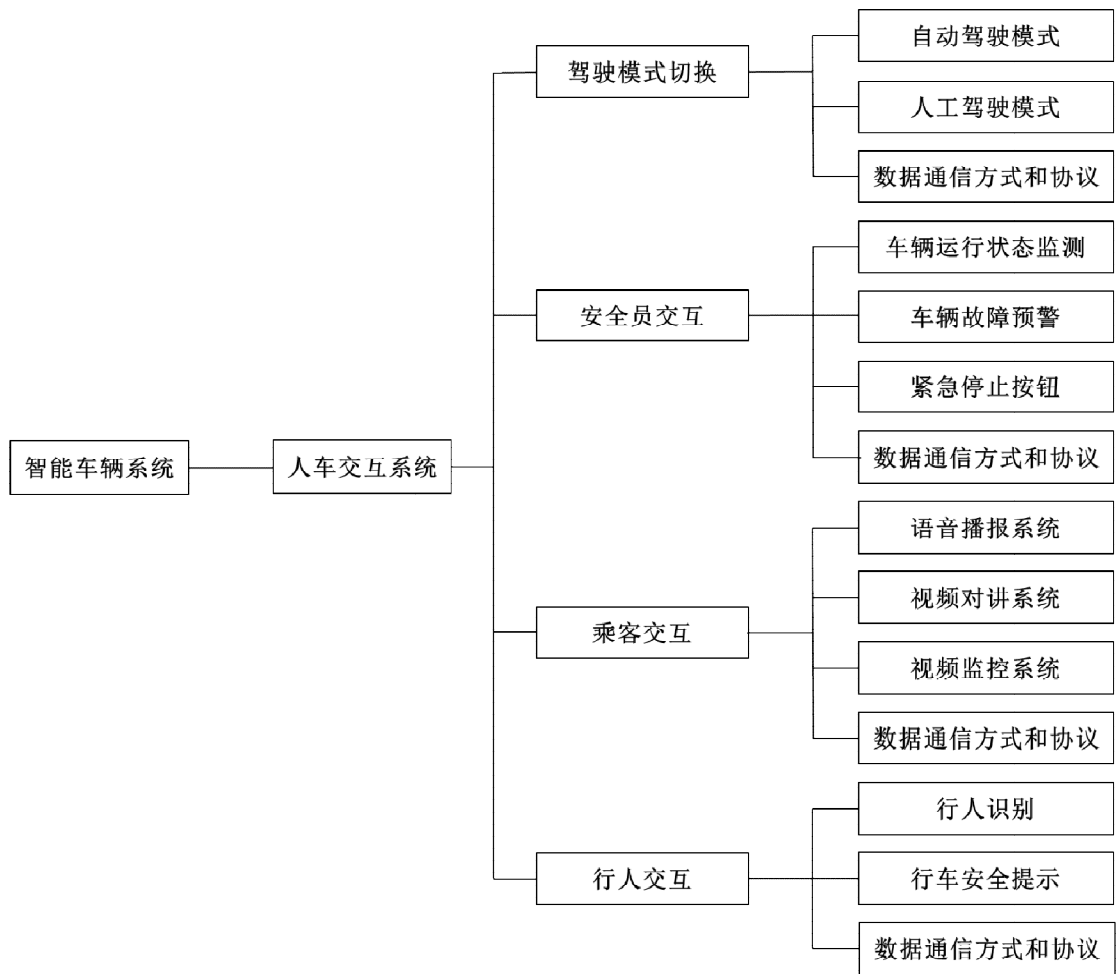 智能车辆系统
人车交互系统
驾驶模式切换
自动驾驶模式
人工驾驶模式
数据通信方式和协议
安全员交互
车辆运行状态监测
车辆故障预警
紧急停止按钮
数据通信方式和协议
乘客交互
语音播报系统
视频对讲系统
视频监控系统
数据通信方式和协议
行人交互
行人识别
行车安全提示
数据通信方式和协议